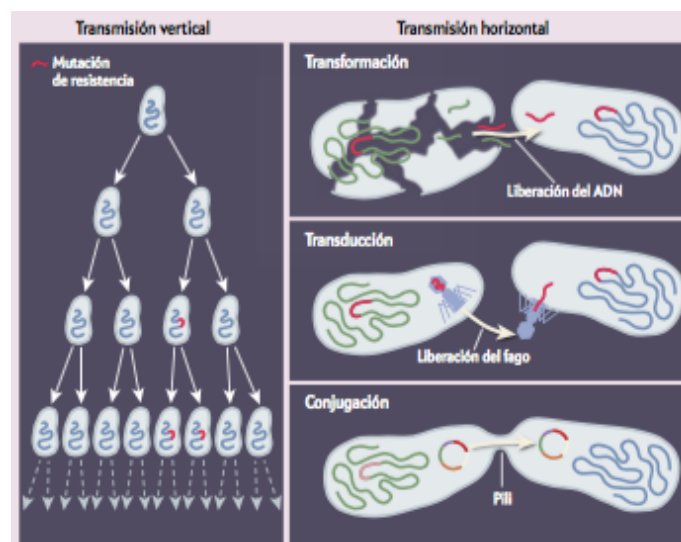 Transmisión vertical
Mutación
de resistencia
Transmisión horizontal
Transformación
Liberación del ADN
Transducción
Liberación del fago
Conjugación
Pili